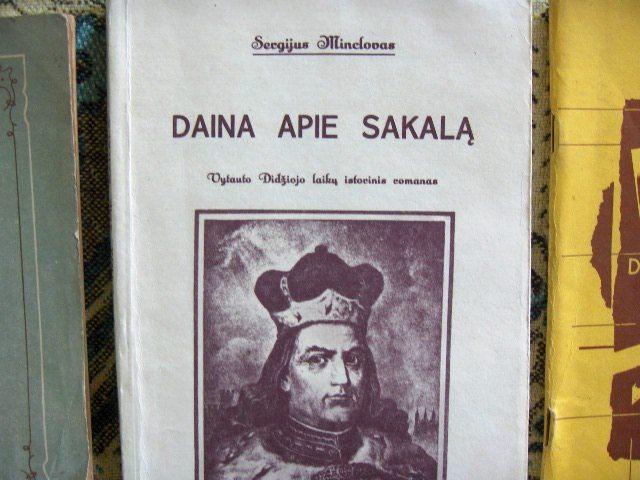 Sergijus Minclovas
DAINA APIE SAKALĄ
Vytauto Didžiojo laikų istorinis romanas
D